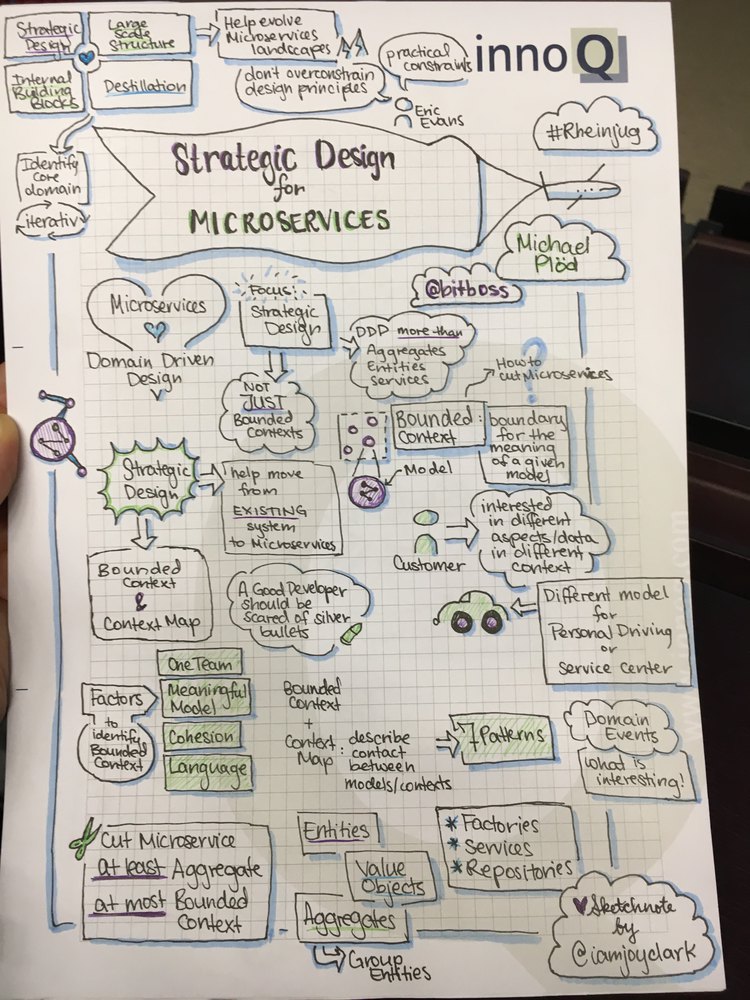 Strategic
Design
Large
Scale
Structure
Internal
Building
Blocks
Destillation
Help evolve
Microservices
landscapes
don't overconstrain
design principles
practical
constrains
Eric
Evans
innoQ
#Rheinjug
Identify
core
domain
iterativ
Strategic Design
for
MICROSERVICES
Michael
Plöd
@bitboss
Microservices
Domain Driven
Design
Focus:
Strategic
Design
NOT
JUST
Bounded
Contexts
DDD more than
Aggregates
Entities
Services
How to
cut Microservices
?
Bounded :
Context
boundary
for the
meaning
of a given
model
Model
Strategic
Design
help move
from
EXISTING
system
to Microservices
Customer
interested
in different
aspects/data
in different
context
Bounded
Context
&
Context Map
A Good Developer
should be
scared of silver
bullets
Different model
for
Personal Driving
or
Service Center
Factors
to
identify
Bounded
Context
One Team
Meaningful
Model
Cohesion
Language
Bounded
Context
+
Context
Map
: describe
contact
between
models/contexts
7 Patterns
Domain
Events
what is
interesting!
Cut Microservice
at least Aggregate
at most Bounded
Context
Entities
Value
Objects
Aggregates
Group
Entities
* Factories
* Services
* Repositories
Sketchnote
by
@iamjoyclark